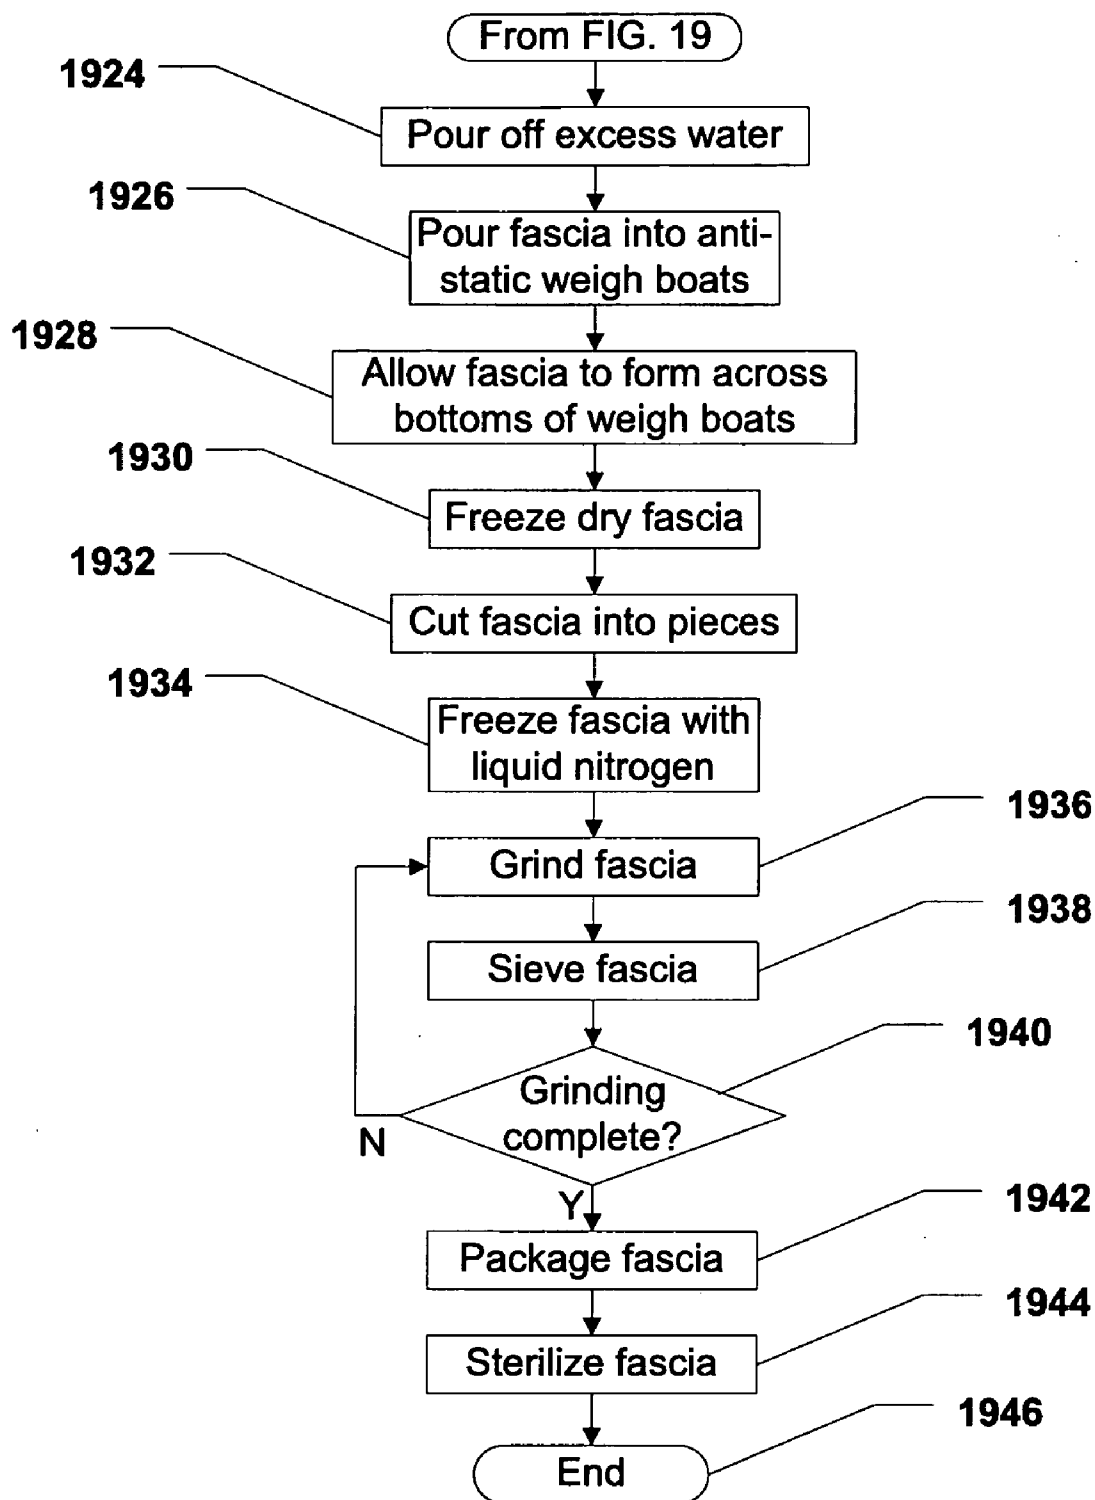 From FIG. 19
1924
Pour off excess water
1926
Pour fascia into anti-
static weigh boats
1928
Allow fascia to form across
bottoms of weigh boats
1930
Freeze dry fascia
1932
Cut fascia into pieces
1934
Freeze fascia with
liquid nitrogen
1936
Grind fascia
1938
Sieve fascia
1940
Grinding
complete?
N
Y
1942
Package fascia
1944
Sterilize fascia
1946
End